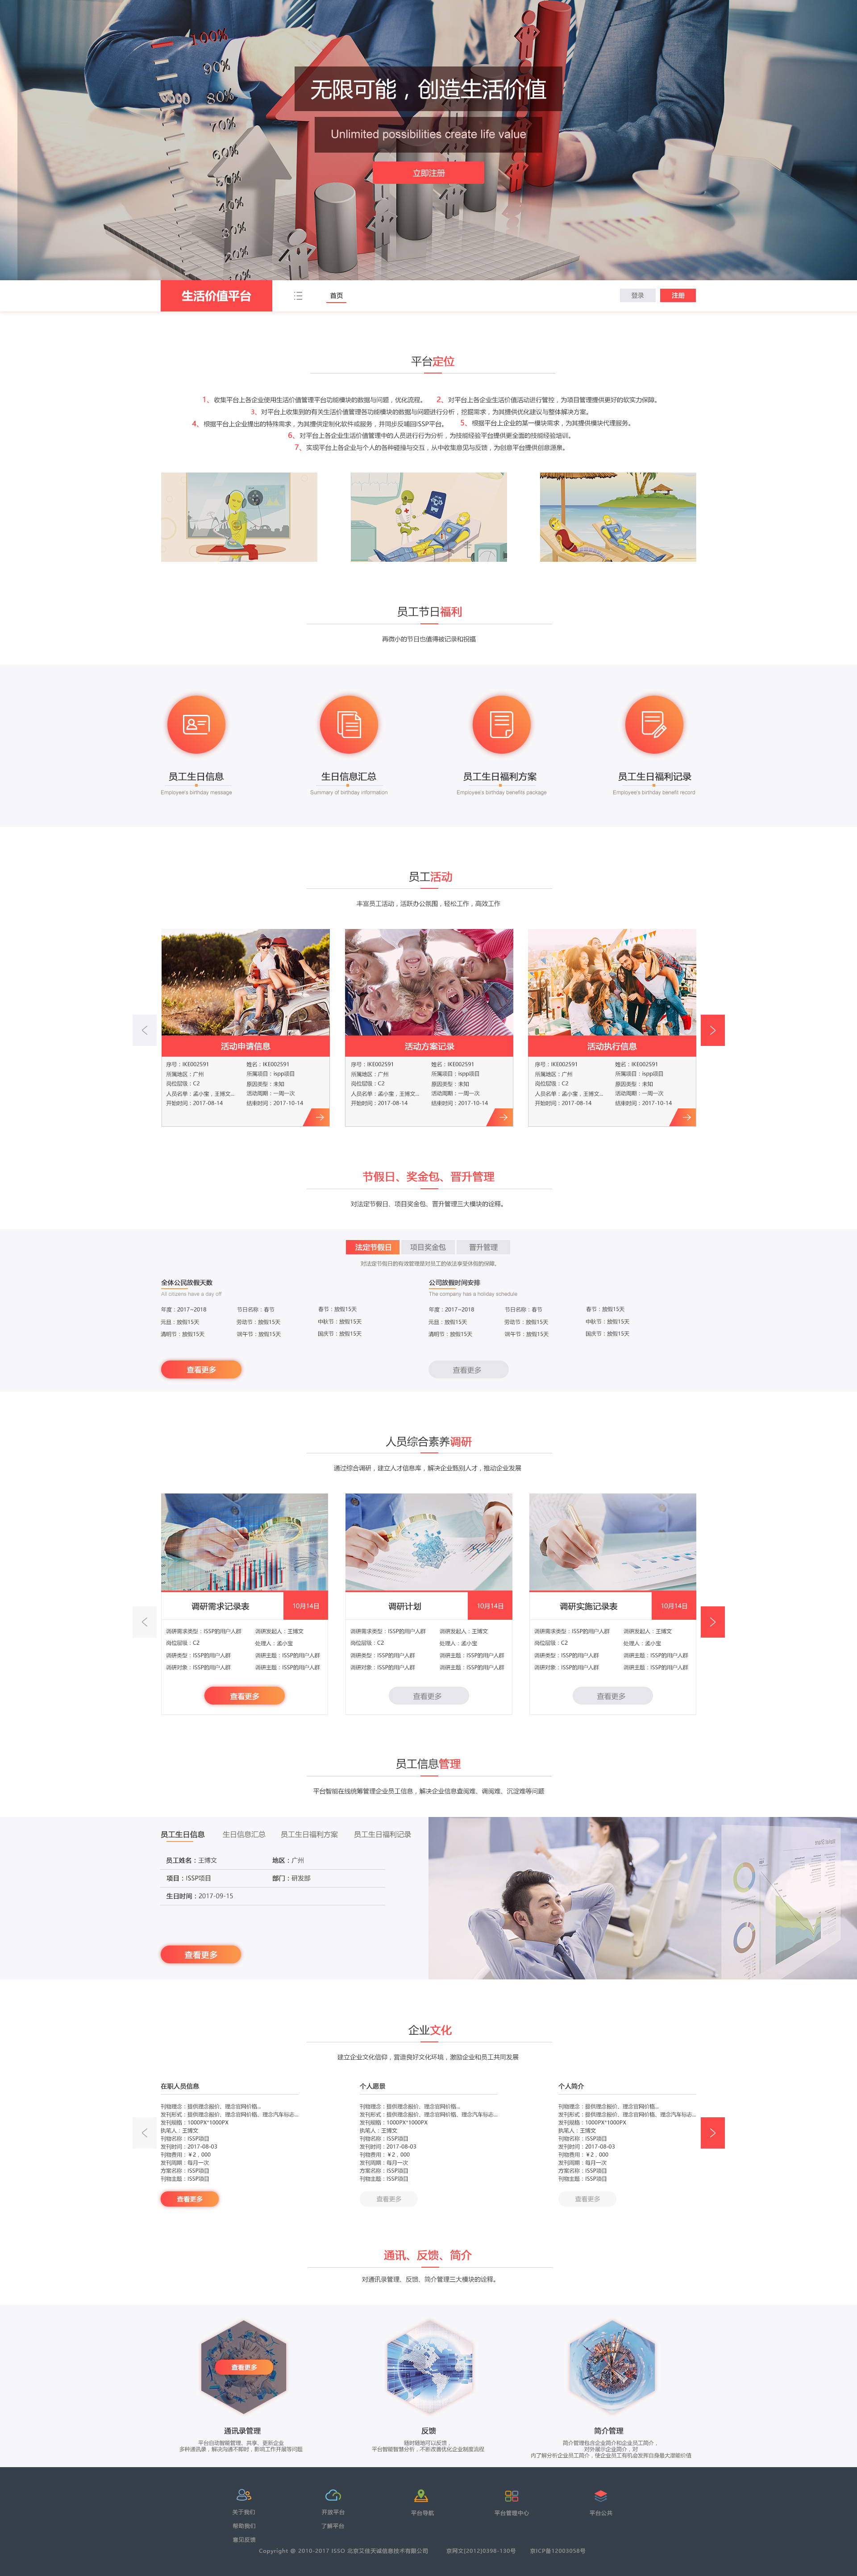 100%
90%
80%
70%
60%
50%
40%
30%
20%
无限可能，创造生活价值
Unlimited possibilities create life value
立即注册
生活价值平台
首页
登录
注册
平台定位
1、收集平台上各企业使用生活价值管理平台功能模块的数据与问题，优化流程。 2、对平台上各企业生活价值活动进行管控，为项目管理提供更好的软实力保障。
3、对平台上收集到的有关生活价值管理各功能模块的数据与问题进行分析，挖掘需求，为其提供优化建议与整体解决方案。
4、根据平台上企业提出的特殊需求，为其提供定制化软件或服务，并同步反哺回ISSP平台。 5、根据平台上企业的某一模块需求，为其提供模块代理服务。
6、对平台上各企业生活价值管理中的人员进行行为分析，为技能经验平台提供更全面的技能经验培训。
7、实现平台上各企业与个人的各种碰撞与交互，从中收集意见与反馈，为创意平台提供创意源泉。
员工节日福利
再微小的节日也值得被记录和祝福
员工生日信息
Employee's birthday message
生日信息汇总
Summary of birthday information
员工生日福利方案
Employee's birthday benefits package
员工生日福利记录
Employee's birthday benefit record
员工活动
丰富员工活动，活跃办公氛围，轻松工作，高效工作
活动申请信息
序号：IKE002591 姓名：IKE002591
所属地区：广州 所属项目：ispp项目
岗位层级：C2 原因类型：未知
人员名单：孟小莹，王博文... 活动周期：一周一次
开始时间：2017-08-14 结束时间：2017-10-14
活动方案记录
序号：IKE002591 姓名：IKE002591
所属地区：广州 所属项目：ispp项目
岗位层级：C2 原因类型：未知
人员名单：孟小莹，王博文... 活动周期：一周一次
开始时间：2017-08-14 结束时间：2017-10-14
活动执行信息
序号：IKE002591 姓名：IKE002591
所属地区：广州 所属项目：ispp项目
岗位层级：C2 原因类型：未知
人员名单：孟小莹，王博文... 活动周期：一周一次
开始时间：2017-08-14 结束时间：2017-10-14
节假日、奖金包、晋升管理
对法定节假日、项目奖金包、晋升管理三大模块的诠释。
法定节假日
项目奖金包
晋升管理
对法定节假日的有效管理是对员工的依法享受休假的保障。
全体公民放假天数
All citizens have a day off
年度：2017~2018 节日名称：春节 春节：放假15天
元旦：放假15天 劳动节：放假15天 中秋节：放假15天
清明节：放假15天 端午节：放假15天 国庆节：放假15天
查看更多
公司放假时间安排
The company has a holiday schedule
年度：2017~2018 节日名称：春节 春节：放假15天
元旦：放假15天 劳动节：放假15天 中秋节：放假15天
清明节：放假15天 端午节：放假15天 国庆节：放假15天
查看更多
人员综合素养调研
通过综合调研，建立人才信息库，解决企业甄别人才，推动企业发展
调研需求记录表
10月14日
调研需求类型：ISSP的用户人群 调研发起人：王博文
岗位层级：C2 处理人：孟小宝
调研类型：ISSP的用户人群 调研主题：ISSP的用户人群
调研对象：ISSP的用户人群 调研主题：ISSP的用户人群
查看更多
调研计划
10月14日
调研需求类型：ISSP的用户人群 调研发起人：王博文
岗位层级：C2 处理人：孟小宝
调研类型：ISSP的用户人群 调研主题：ISSP的用户人群
调研对象：ISSP的用户人群 调研主题：ISSP的用户人群
查看更多
调研实施记录表
10月14日
调研需求类型：ISSP的用户人群 调研发起人：王博文
岗位层级：C2 处理人：孟小宝
调研类型：ISSP的用户人群 调研主题：ISSP的用户人群
调研对象：ISSP的用户人群 调研主题：ISSP的用户人群
查看更多
员工信息管理
平台智能在线统筹管理企业员工信息，解决企业信息查阅难、调阅难、沉淀难等问题
员工生日信息 生日信息汇总 员工生日福利方案 员工生日福利记录
员工姓名：王博文 地区：广州
项目：ISSP项目 部门：研发部
生日时间：2017-09-15
查看更多
企业文化
建立企业文化信仰，营造良好文化环境，激励企业和员工共同发展
在职人员信息
刊物理念：提供理念报价、理念官网价格...
发刊形式：提供理念报价、理念官网价格、理念汽车标志...
发刊规格：1000PX*1000PX
执笔人：王博文
刊物名称：ISSP项目
发刊时间：2017-08-03
刊物费用：￥2，000
发刊周期：每月一次
方案名称：ISSP项目
刊物主题：ISSP项目
查看更多
个人愿景
刊物理念：提供理念报价、理念官网价格...
发刊形式：提供理念报价、理念官网价格、理念汽车标志...
发刊规格：1000PX*1000PX
执笔人：王博文
刊物名称：ISSP项目
发刊时间：2017-08-03
刊物费用：￥2，000
发刊周期：每月一次
方案名称：ISSP项目
刊物主题：ISSP项目
查看更多
个人简介
刊物理念：提供理念报价、理念官网价格...
发刊形式：提供理念报价、理念官网价格、理念汽车标志...
发刊规格：1000PX*1000PX
执笔人：王博文
刊物名称：ISSP项目
发刊时间：2017-08-03
刊物费用：￥2，000
发刊周期：每月一次
方案名称：ISSP项目
刊物主题：ISSP项目
查看更多
通讯、反馈、简介
对通讯录管理、反馈、简介管理三大模块的诠释。
查看更多
通讯录管理
平台自动智能管理、共享、更新企业
多种通讯录，解决沟通不即时，影响工作开展等问题
反馈
随时随地可以反馈，
平台智能智慧分析，不断改善优化企业制度流程
简介管理
简介管理包含企业简介和企业员工简介，
对外展示企业简介，对
内了解分析企业员工简介，使企业员工有机会发挥自身最大潜能价值
关于我们
帮助我们
意见反馈
开放平台
了解平台
平台导航
平台管理中心
平台公共
Copyright @ 2010-2017 ISSO 北京艾佳天诚信息技术有限公司 京网文[2012]0398-130号 京ICP备12003058号